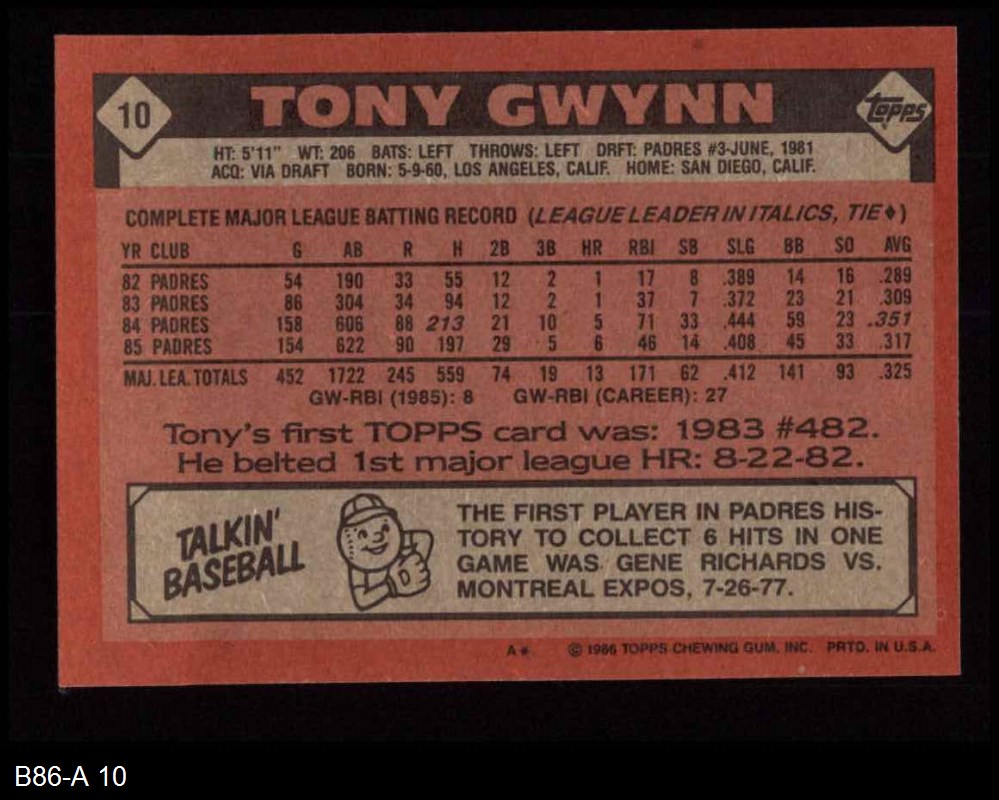 10 TONY GWYNN topps
HT: 5'11" WT: 206 BATS: LEFT THROWS: LEFT DRFT: PADRES #3-JUNE, 1981
ACQ: VIA DRAFT BORN: 5-9-60, LOS ANGELES, CALIF. HOME: SAN DIEGO, CALIF.
COMPLETE MAJOR LEAGUE BATTING RECORD (LEAGUE LEADER IN ITALICS, TIE♦)
YR CLUB G AB R H 2B 3B HR RBI SB SLG BB SO AVG
82 PADRES 54 190 33 55 12 2 1 17 8 .389 14 16 .289
83 PADRES 86 304 34 94 12 2 1 37 7 .372 23 21 .309
84 PADRES 158 606 88 213 21 10 5 71 33 .444 59 23 .351
85 PADRES 154 622 90 197 29 5 6 46 14 .408 45 33 .317
MAJ. LEA. TOTALS 452 1722 245 559 74 19 13 171 62 .412 141 93 .325
GW-RBI (1985): 8 GW-RBI (CAREER): 27
Tony's first TOPPS card was: 1983 #482.
He belted 1st major league HR: 8-22-82.
TALKIN'
BASEBALL
THE FIRST PLAYER IN PADRES HIS-
TORY TO COLLECT 6 HITS IN ONE
GAME WAS GENE RICHARDS VS.
MONTREAL EXPOS, 7-26-77.
A* © 1986 TOPPS CHEWING GUM, INC. PRTD. IN U.S.A.
B86-A 10